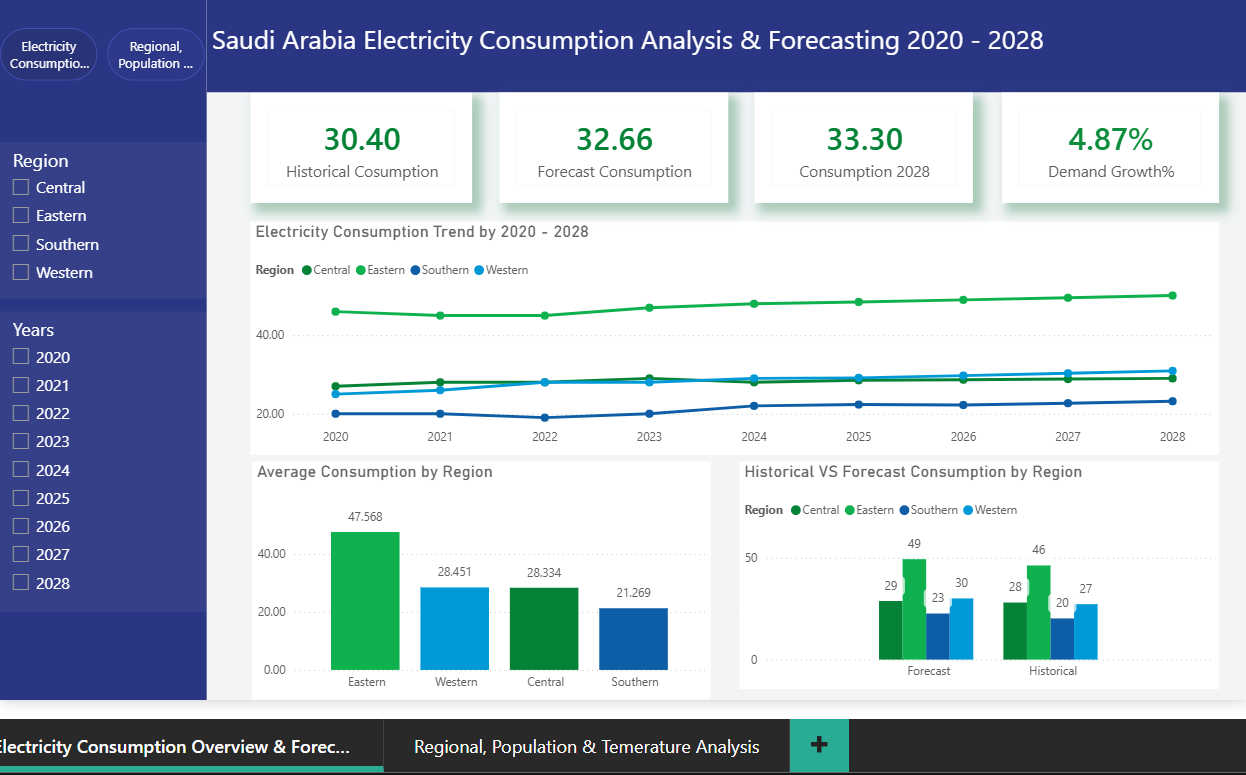 Electricity
Consumptio...
Regional,
Population ...
Saudi Arabia Electricity Consumption Analysis & Forecasting 2020 - 2028
Region
Central
Eastern
Southern
Western
Years
2020
2021
2022
2023
2024
2025
2026
2027
2028
30.40
Historical Cosumption
32.66
Forecast Consumption
33.30
Consumption 2028
4.87%
Demand Growth%
Electricity Consumption Trend by 2020 - 2028
Region Central Eastern Southern Western
40.00
20.00
2020 2021 2022 2023 2024 2025 2026 2027 2028
Average Consumption by Region
47.568
40.00
28.451 28.334
21.269
20.00
0.00
Eastern Western Central Southern
Historical VS Forecast Consumption by Region
Region Central Eastern Southern Western
50
49 46
29 23 30 28 20 27
0
Forecast Historical
Electricity Consumption Overview & Forec...
Regional, Population & Temerature Analysis
+